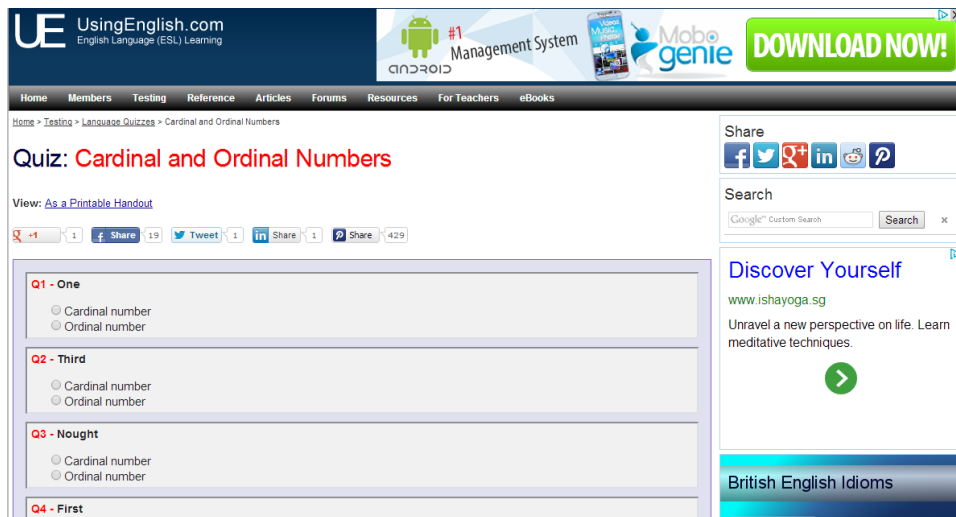 UE UsingEnglish.com
English Language (ESL) Learning
ANDROID
#1
Management System
Videos
Music
Mobo
genie
DOWNLOAD NOW!
Home Members Testing Reference Articles Forums Resources For Teachers eBooks
Home > Testing > Language Quizzes > Cardinal and Ordinal Numbers
Quiz: Cardinal and Ordinal Numbers
View: As a Printable Handout
+1 1 Share 19 Tweet 1 in Share 1 Share 429
Q1 - One
Cardinal number
Ordinal number
Q2 - Third
Cardinal number
Ordinal number
Q3 - Nought
Cardinal number
Ordinal number
Q4 - First
Share
Search
Google™ Custom Search Search x
Discover Yourself
www.ishayoga.sg
Unravel a new perspective on life. Learn
meditative techniques.
British English Idioms